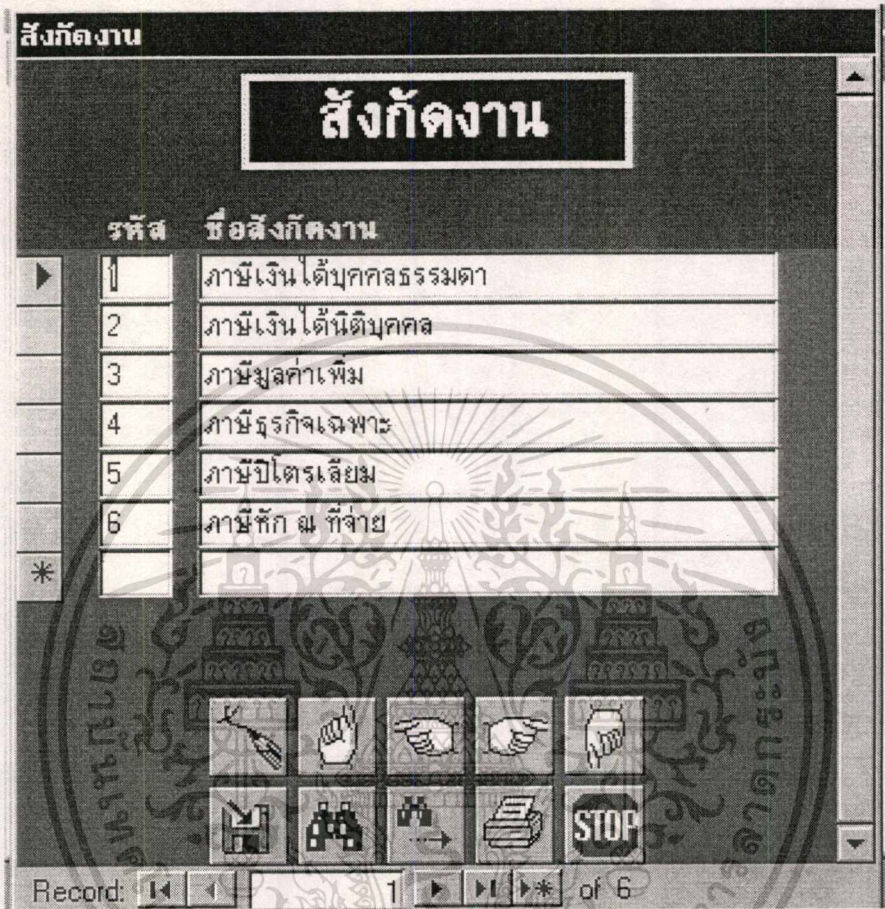 สังกัดงาน
สังกัดงาน
รหัส ชื่อสังกัดงาน
1 ภาษีเงินได้บุคคลธรรมดา
2 ภาษีเงินได้นิติบุคคล
3 ภาษีมูลค่าเพิ่ม
4 ภาษีธุรกิจเฉพาะ
5 ภาษีปิโตรเลียม
6 ภาษีหัก ณ ที่จ่าย
STOP
Record: 1 of 6